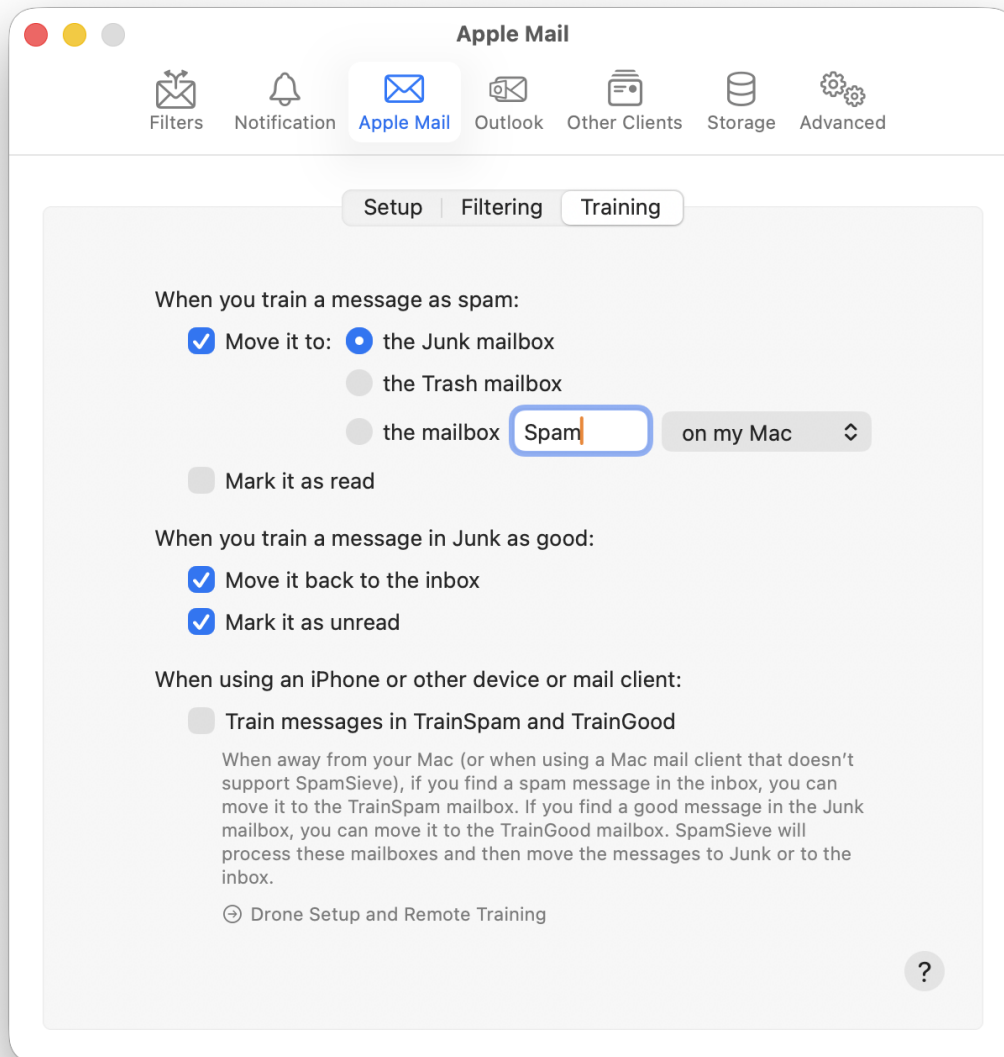 Apple Mail
Filters Notification Apple Mail Outlook Other Clients Storage Advanced
Setup Filtering Training
When you train a message as spam:
Move it to: the Junk mailbox
the Trash mailbox
the mailbox Spam on my Mac
Mark it as read
When you train a message in Junk as good:
Move it back to the inbox
Mark it as unread
When using an iPhone or other device or mail client:
Train messages in TrainSpam and TrainGood
When away from your Mac (or when using a Mac mail client that doesn’t
support SpamSieve), if you find a spam message in the inbox, you can
move it to the TrainSpam mailbox. If you find a good message in the Junk
mailbox, you can move it to the TrainGood mailbox. SpamSieve will
process these mailboxes and then move the messages to Junk or to the
inbox.
Drone Setup and Remote Training
?